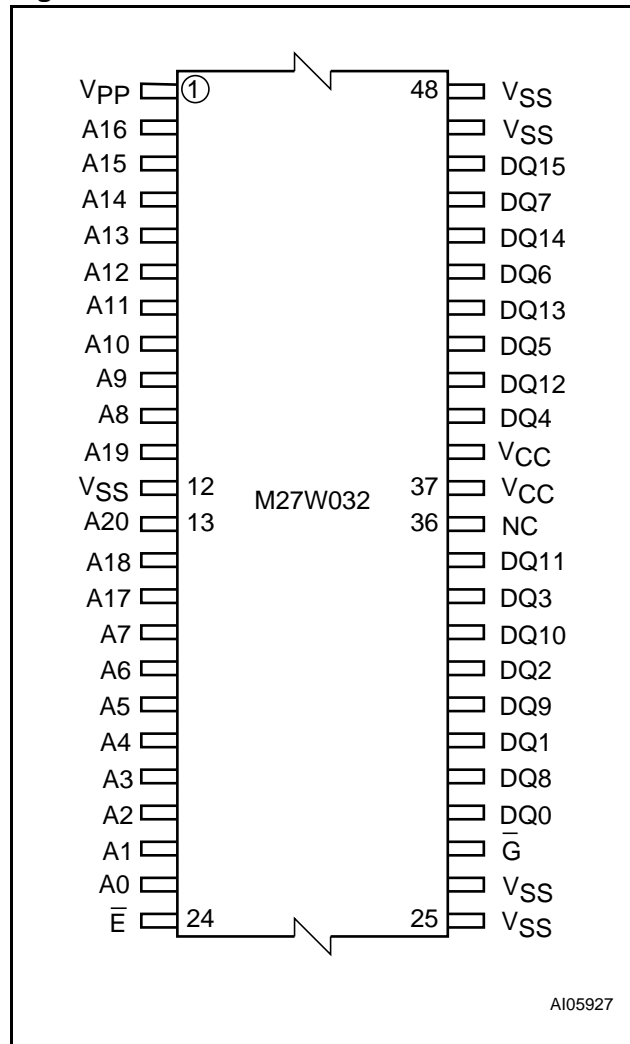 VPP 1 48 VSS
A16 VSS
A15 DQ15
A14 DQ7
A13 DQ14
A12 DQ6
A11 DQ13
A10 DQ5
A9 DQ12
A8 DQ4
A19 VCC
VSS 12 M27W032 37 VCC
A20 13 36 NC
A18 DQ11
A17 DQ3
A7 DQ10
A6 DQ2
A5 DQ9
A4 DQ1
A3 DQ8
A2 DQ0
A1 G̅
A0 VSS
E̅ 24 25 VSS
AI05927